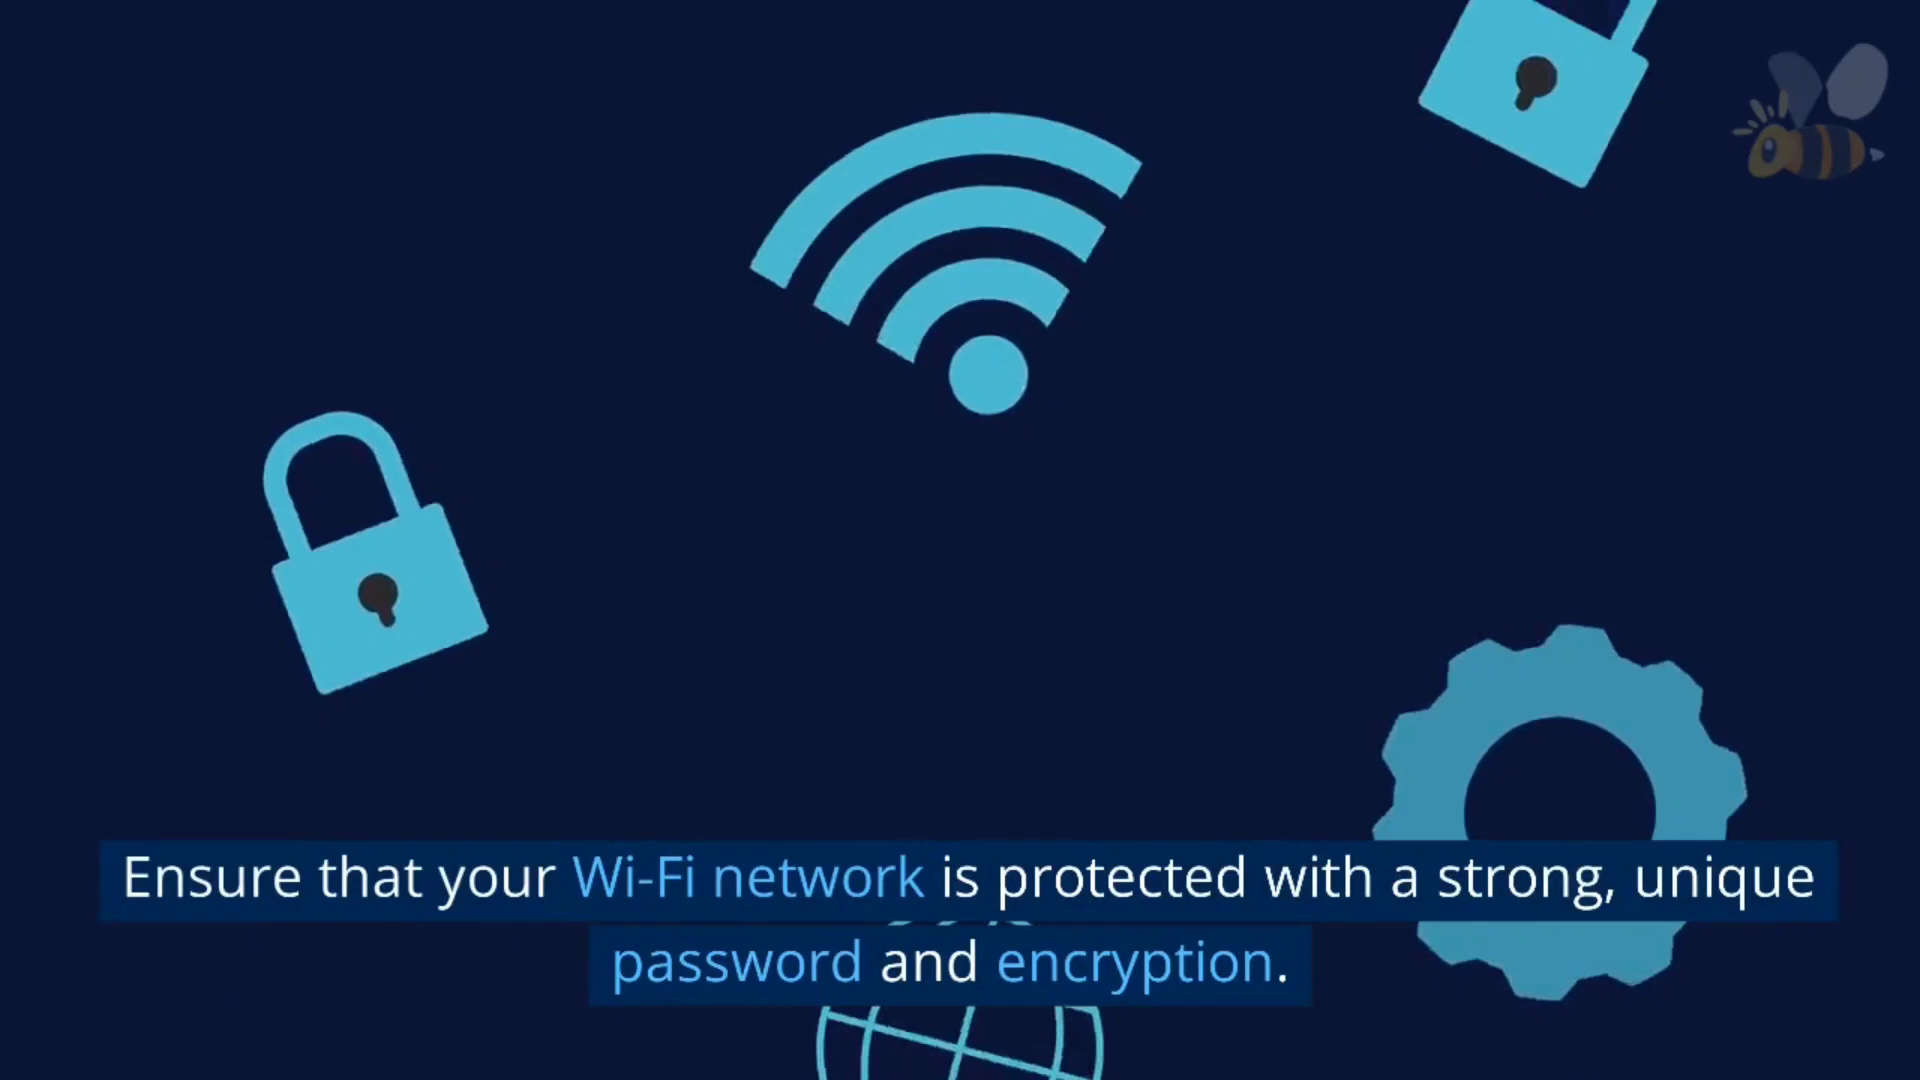 Ensure that your Wi-Fi network is protected with a strong, unique
password and encryption.